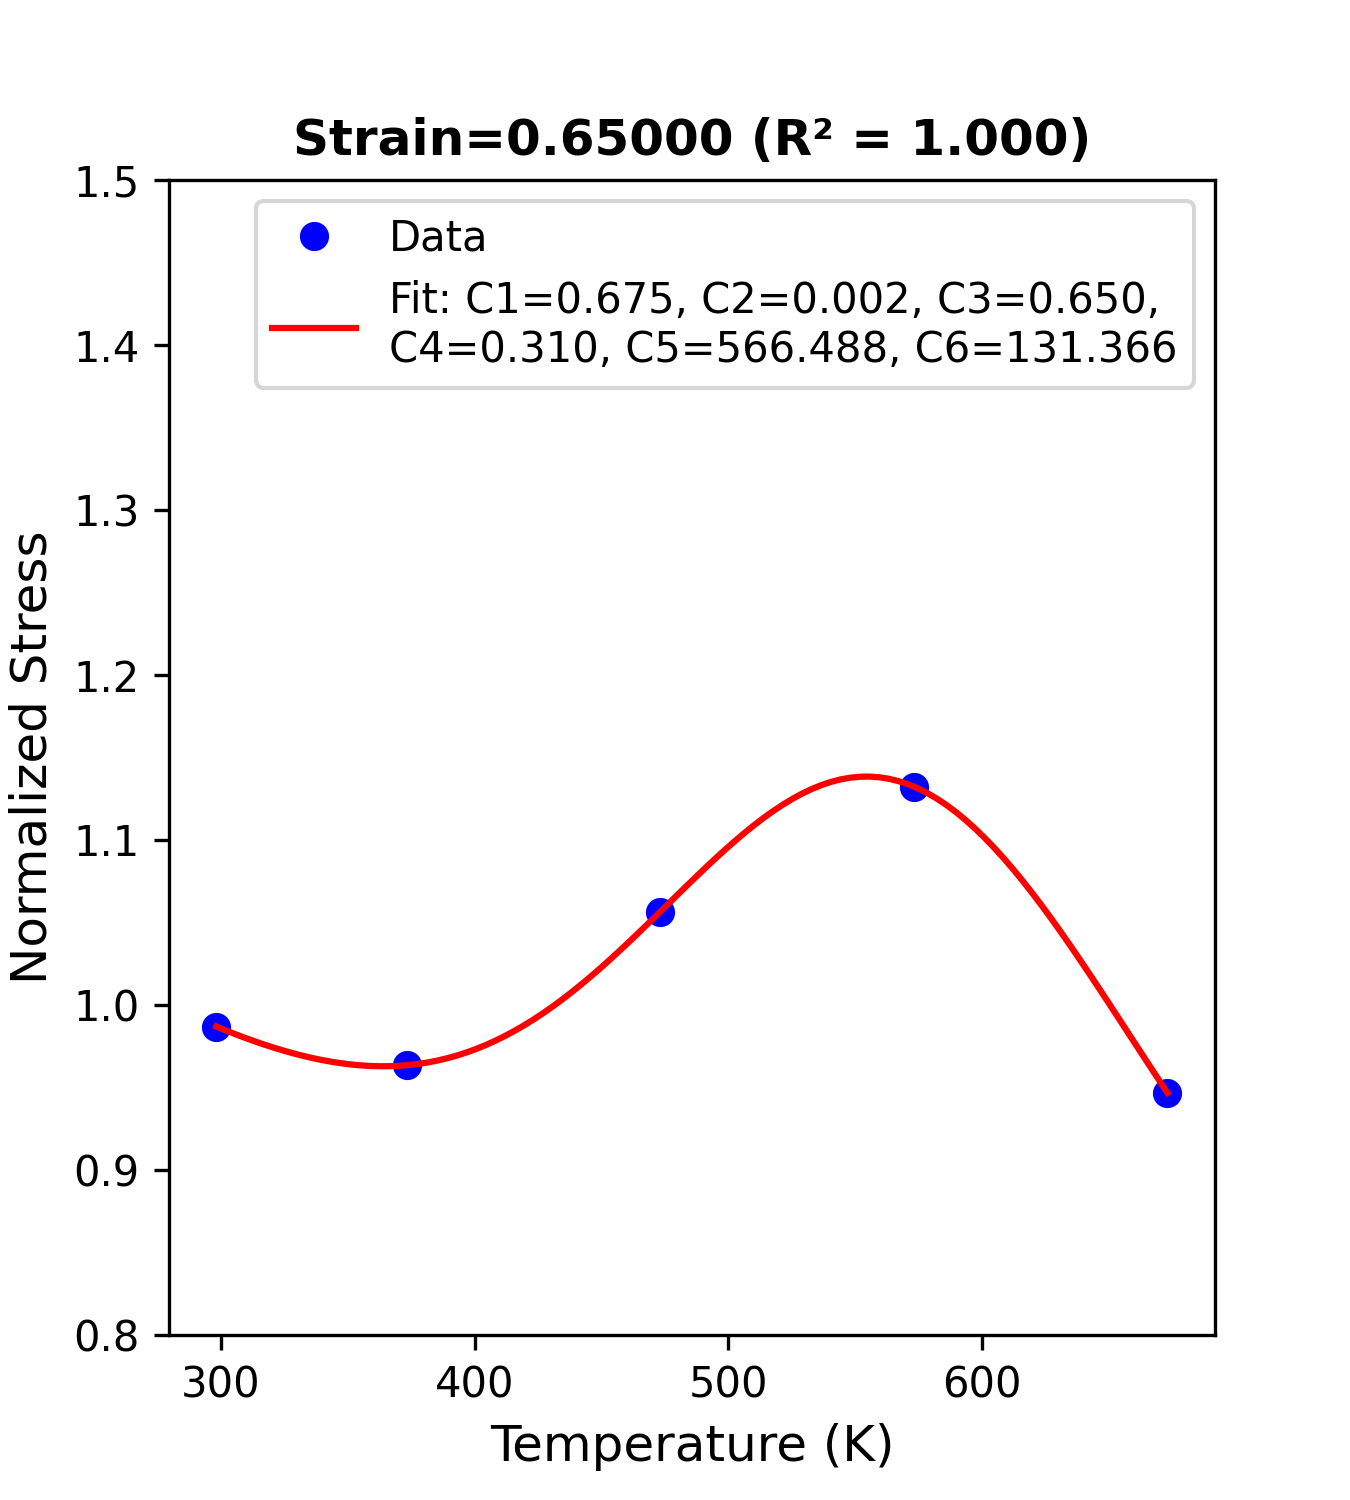 Strain=0.65000 (R² = 1.000)
1.5
Data
Fit: C1=0.675, C2=0.002, C3=0.650,
C4=0.310, C5=566.488, C6=131.366
1.4
1.3
1.2
1.1
1.0
0.9
0.8
Normalized Stress
300 400 500 600
Temperature (K)